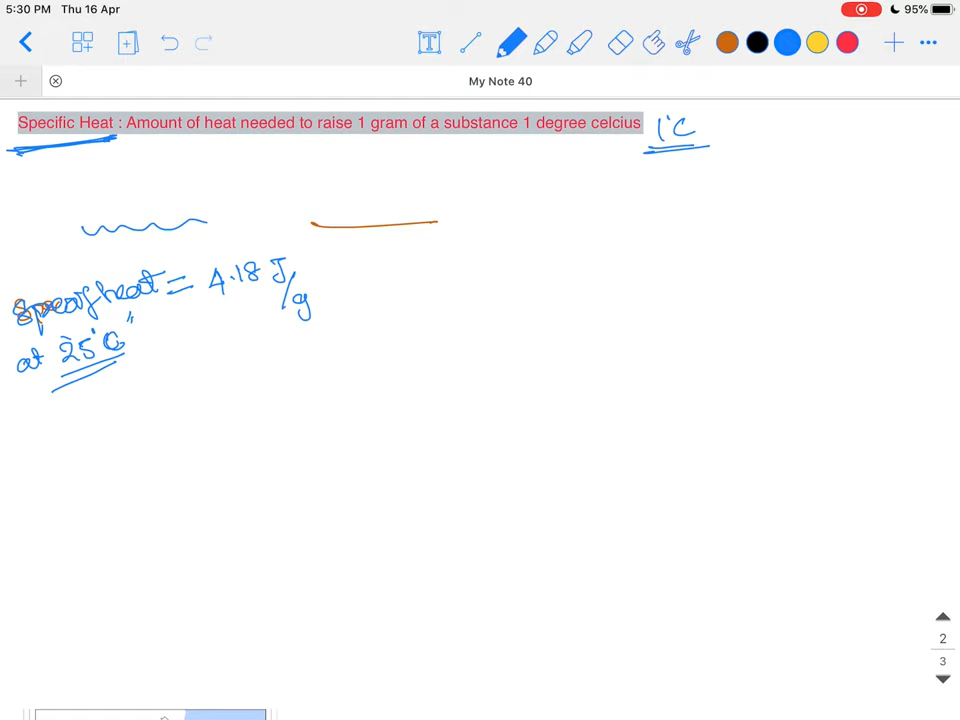 5:30 PM Thu 16 Apr
95%
My Note 40
Specific Heat : Amount of heat needed to raise 1 gram of a substance 1 degree celcius
1°C
heat = 4.18 J/g
at 25°C
2
3